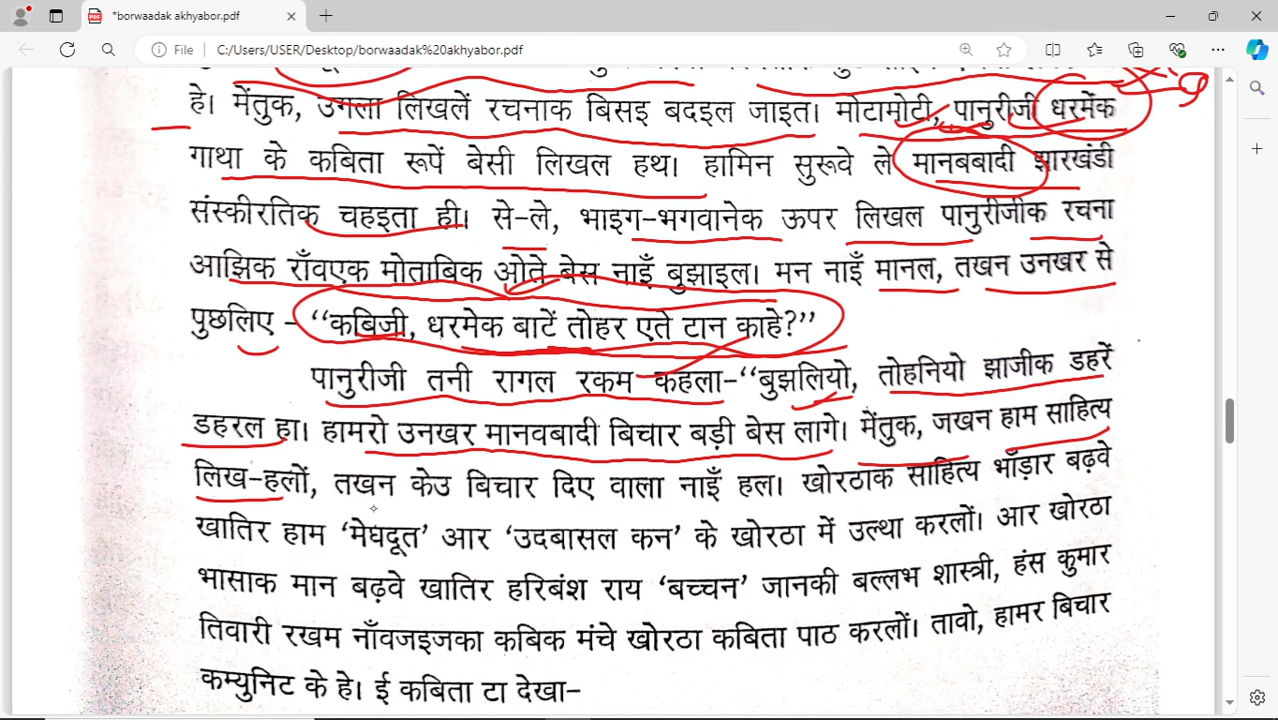 *borwaadak akhyabor.pdf
File C:/Users/USER/Desktop/borwaadak%20akhyabor.pdf
हे। मेंतुक, उगला लिखलें रचनाक बिसइ बदइल जाइत। मोटामोटी, पानुरीजी धरमेंक
गाथा के कबिता रूपें बेसी लिखल हथ। हामिन सुरूवे ले मानबबादी झारखंडी
संस्कीरतिक चहइता ही। से-ले, भाइग-भगवानेक ऊपर लिखल पानुरीजीक रचना
आझिक राँवएक मोताबिक ओते बेस नाइँ बुझाइल। मन नाइँ मानल, तखन उनखर से
पुछलिए - ‘‘कबिजी, धरमेक बाटें तोहर एते टान काहे?’’
पानुरीजी तनी रागल रकम कहला-‘‘बुझलियो, तोहनियो झाजीक डहरें
डहरल हा। हामरो उनखर मानवबादी बिचार बड़ी बेस लागे। मेंतुक, जखन हाम साहित्य
लिख-हलों, तखन केउ बिचार दिए वाला नाइँ हल। खोरठाक साहित्य भाँड़ार बढ़वे
खातिर हाम ‘मेघदूत’ आर ‘उदबासल कन’ के खोरठा में उल्था करलों। आर खोरठा
भासाक मान बढ़वे खातिर हरिबंश राय ‘बच्चन’ जानकी बल्लभ शास्त्री, हंस कुमार
तिवारी रखम नाँवजइजका कबिक मंचे खोरठा कबिता पाठ करलों। तावो, हामर बिचार
कम्युनिट के हे। ई कबिता टा देखा-